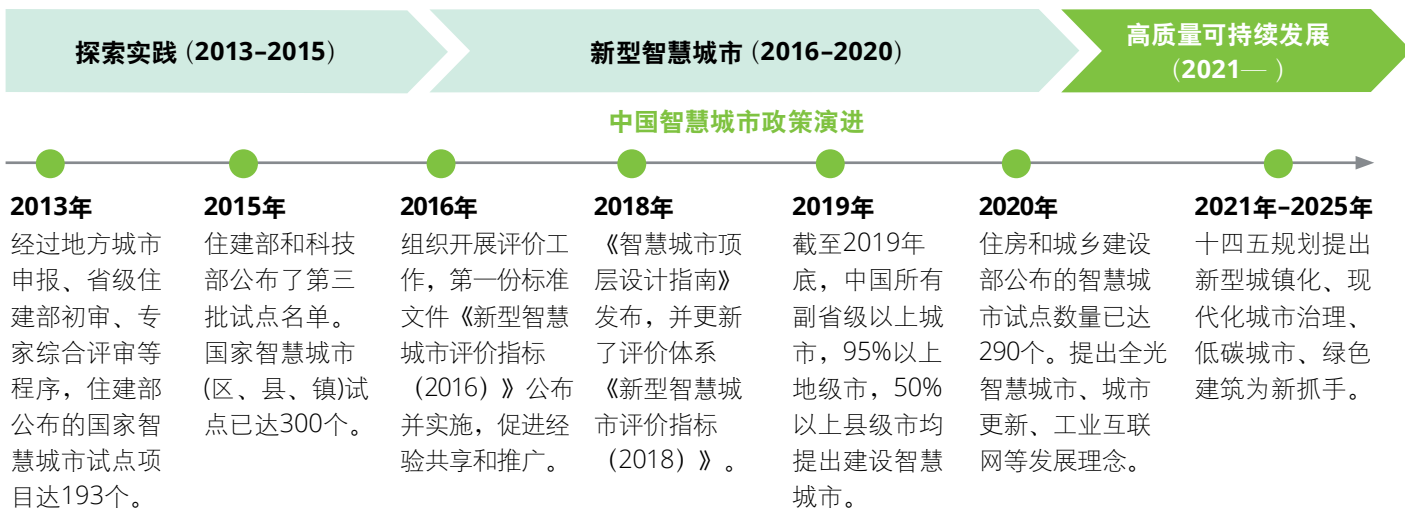 探索实践（2013–2015）
新型智慧城市（2016–2020）
高质量可持续发展
（2021— ）
中国智慧城市政策演进
2013年
经过地方城市
申报、省级住
建部初审、专
家综合评审等
程序，住建部
公布的国家智
慧城市试点项
目达193个。
2015年
住建部和科技
部公布了第三
批试点名单。
国家智慧城市
(区、县、镇)试
点已达300个。
2016年
组织开展评价工
作，第一份标准
文件《新型智慧
城市评价指标
（2016）》公布
并实施，促进经
验共享和推广。
2018年
《智慧城市顶
层设计指南》
发布，并更新
了评价体系
《新型智慧城
市评价指标
（2018）》。
2019年
截至2019年
底，中国所有
副省级以上城
市，95%以上
地级市，50%
以上县级市均
提出建设智慧
城市。
2020年
住房和城乡建设
部公布的智慧城
市试点数量已达
290个。提出全光
智慧城市、城市
更新、工业互联
网等发展理念。
2021年–2025年
十四五规划提出
新型城镇化、现
代化城市治理、
低碳城市、绿色
建筑为新抓手。